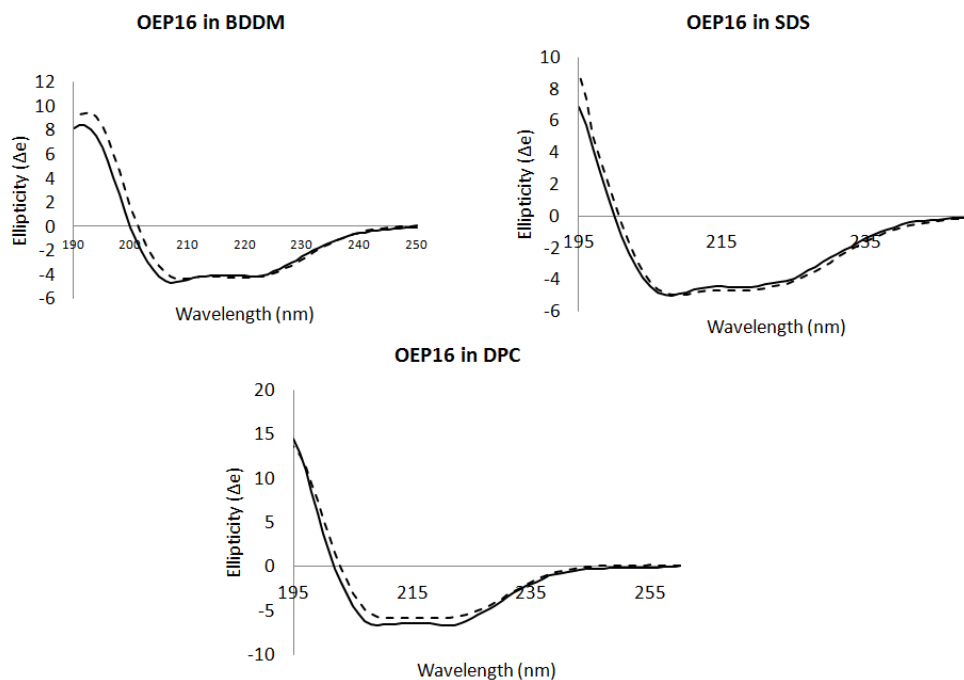 OEP16 in BDDM
12
10
8
6
4
2
0
-2
-4
-6
190 200 210 220 230 240 250
Ellipticity (Δe)
Wavelength (nm)
OEP16 in SDS
10
8
6
4
2
0
-2
-4
-6
195 215 235
Ellipticity (Δe)
Wavelength (nm)
OEP16 in DPC
20
15
10
5
0
-5
-10
195 215 235 255
Ellipticity (Δe)
Wavelength (nm)